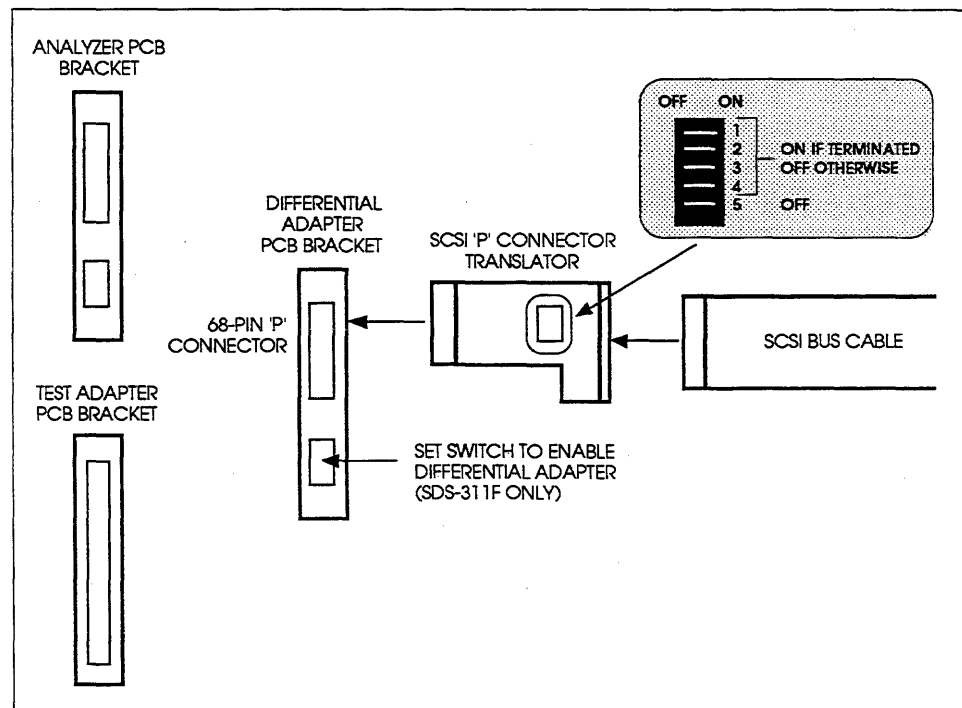 ANALYZER PCB
BRACKET
OFF ON
1
2
3
4
5
ON IF TERMINATED
OFF OTHERWISE
OFF
DIFFERENTIAL
ADAPTER
PCB BRACKET
SCSI 'P' CONNECTOR
TRANSLATOR
68-PIN 'P'
CONNECTOR
SCSI BUS CABLE
TEST ADAPTER
PCB BRACKET
SET SWITCH TO ENABLE
DIFFERENTIAL ADAPTER
(SDS-311F ONLY)